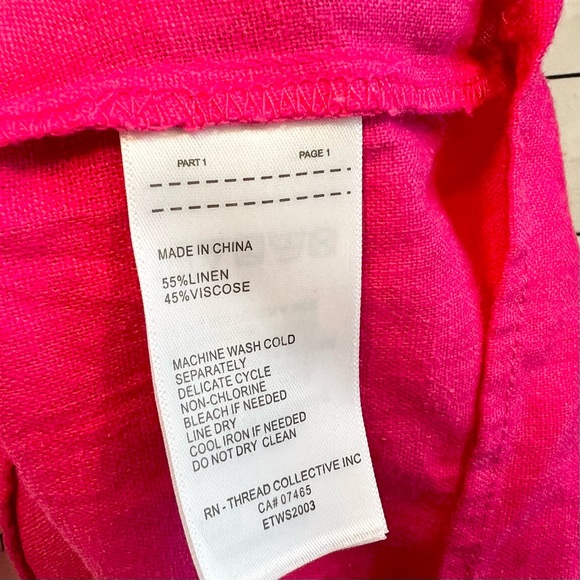 PART 1 PAGE 1
MADE IN CHINA
55%LINEN
45%VISCOSE
MACHINE WASH COLD
SEPARATELY
DELICATE CYCLE
NON-CHLORINE
BLEACH IF NEEDED
LINE DRY
COOL IRON IF NEEDED
DO NOT DRY CLEAN
RN - THREAD COLLECTIVE INC
CA# 07465
ETWS2003